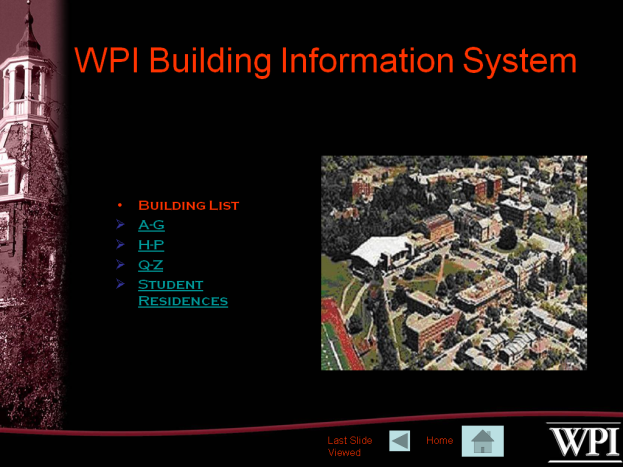 WPI Building Information System
• Building List
➢ A-G
➢ H-P
➢ Q-Z
➢ Student
Residences
Last Slide
Viewed
Home
WPI